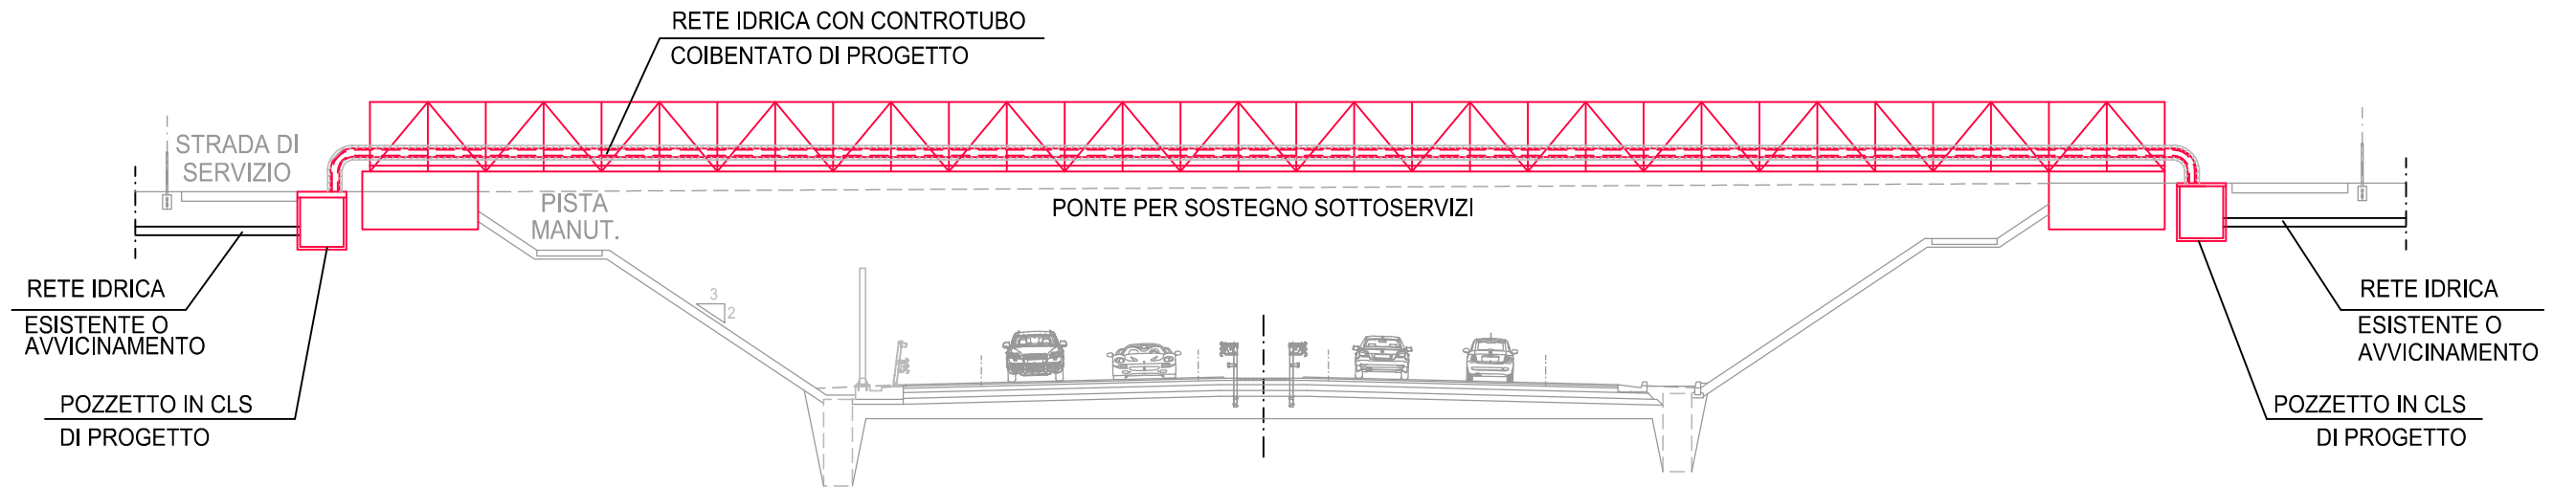 RETE IDRICA CON CONTROTUBO
COIBENTATO DI PROGETTO
STRADA DI
SERVIZIO
PISTA
MANUT.
PONTE PER SOSTEGNO SOTTOSERVIZI
RETE IDRICA
ESISTENTE O
AVVICINAMENTO
3
2
RETE IDRICA
ESISTENTE O
AVVICINAMENTO
POZZETTO IN CLS
DI PROGETTO
POZZETTO IN CLS
DI PROGETTO